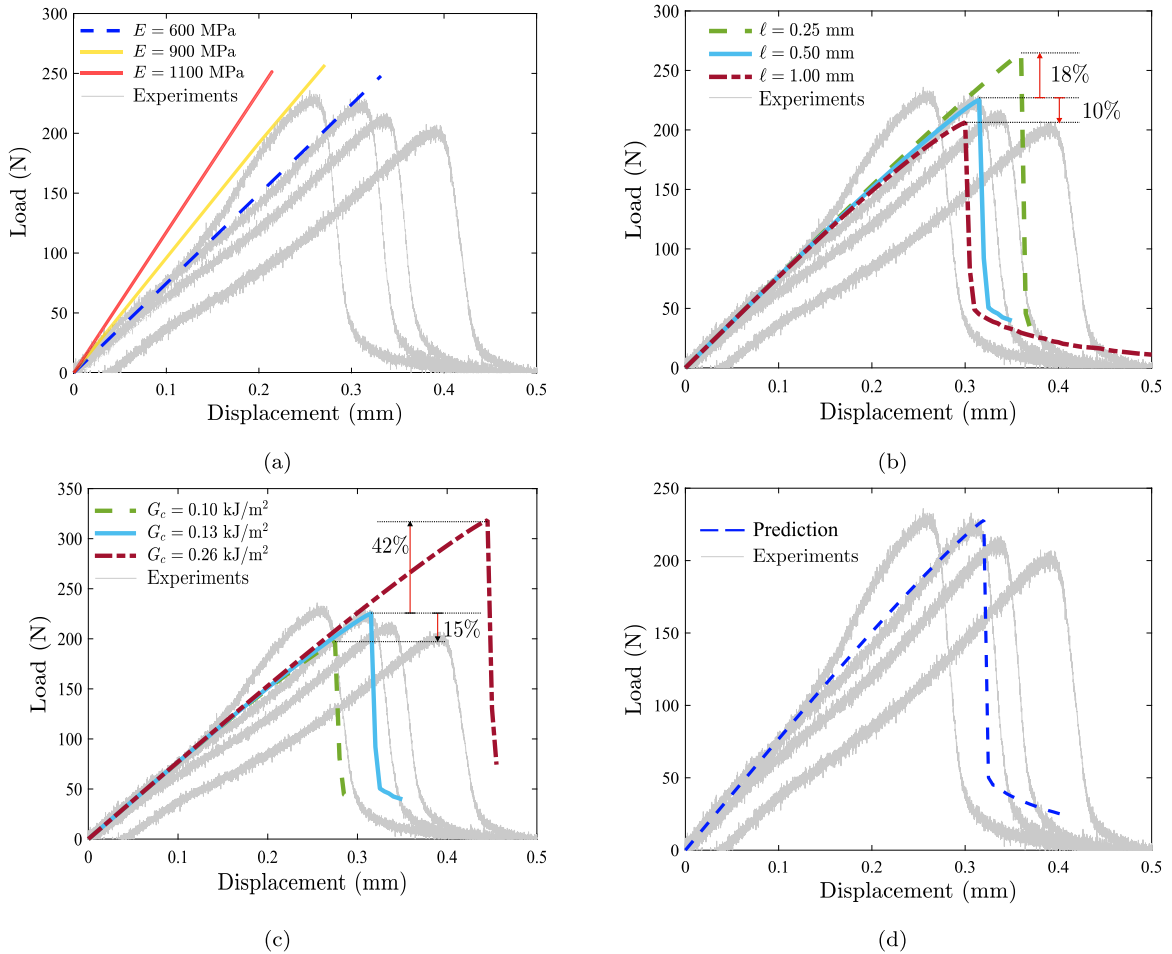 300
250
200
150
100
50
0
0
0.1
0.2
0.3
0.4
0.5
Load (N)
Displacement (mm)
E = 600 MPa
E = 900 MPa
E = 1100 MPa
Experiments
(a)
300
250
200
150
100
50
0
0
0.1
0.2
0.3
0.4
0.5
Load (N)
Displacement (mm)
ℓ = 0.25 mm
ℓ = 0.50 mm
ℓ = 1.00 mm
Experiments
18%
10%
(b)
350
300
250
200
150
100
50
0
0
0.1
0.2
0.3
0.4
0.5
Load (N)
Displacement (mm)
G_c = 0.10 kJ/m²
G_c = 0.13 kJ/m²
G_c = 0.26 kJ/m²
Experiments
42%
15%
(c)
250
200
150
100
50
0
0
0.1
0.2
0.3
0.4
0.5
Load (N)
Displacement (mm)
Prediction
Experiments
(d)